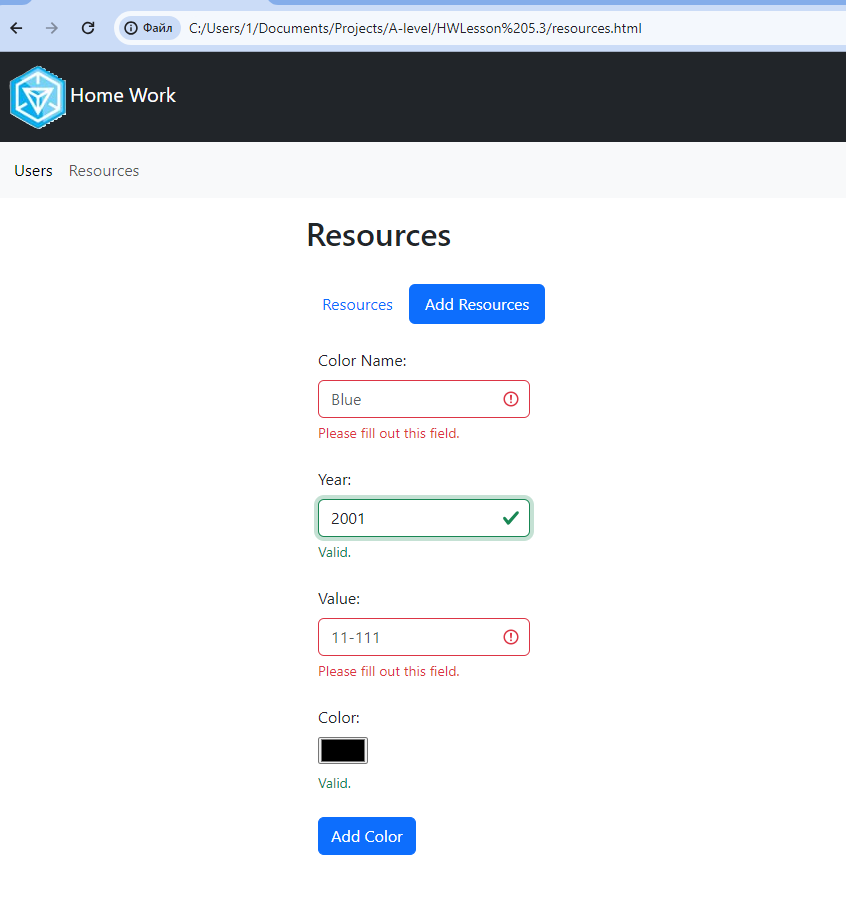 Файл C:/Users/1/Documents/Projects/A-level/HWLesson%205.3/resources.html
Home Work
Users Resources
Resources
Resources Add Resources
Color Name:
Blue
Please fill out this field.
Year:
2001
Valid.
Value:
11-111
Please fill out this field.
Color:
Valid.
Add Color